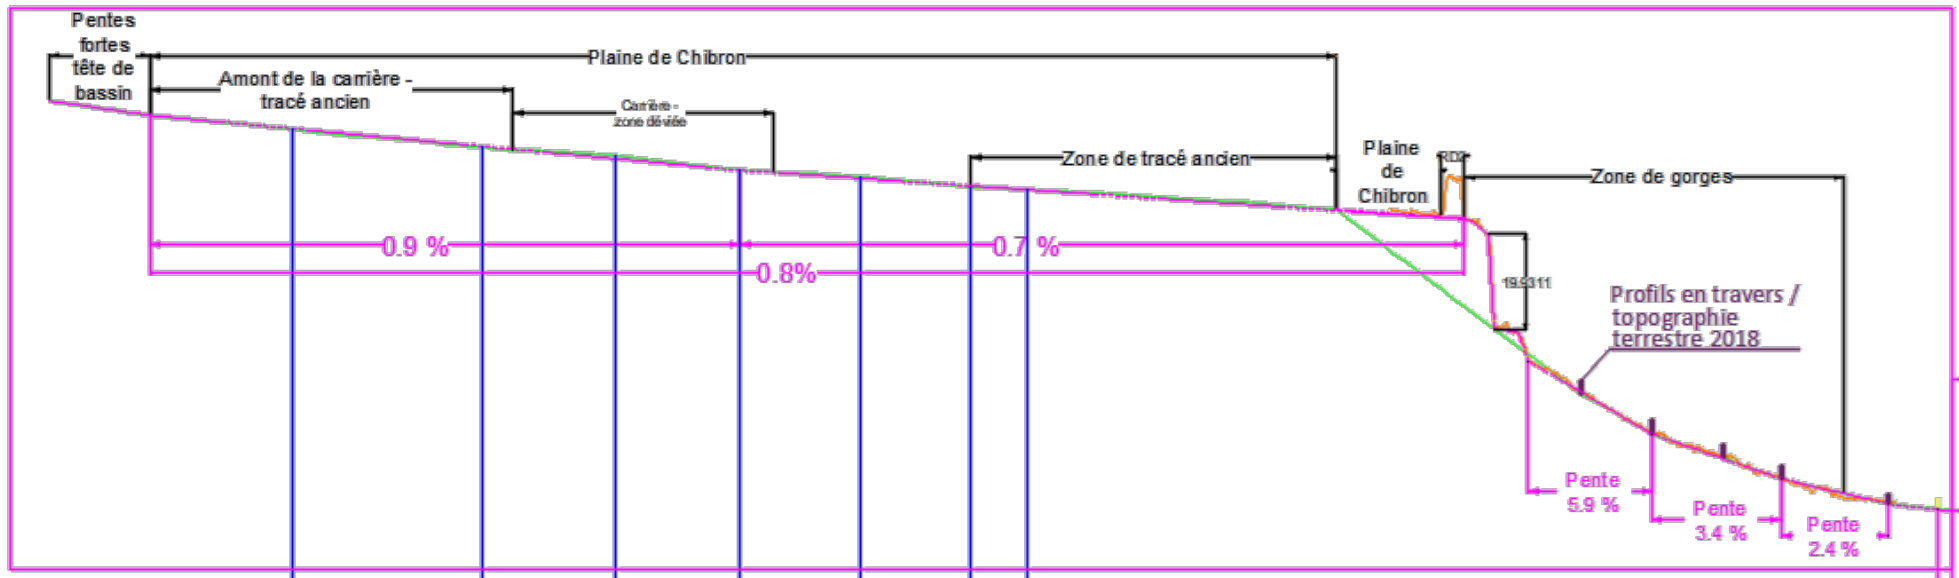 Pentes
fortes
tête de
bassin
Plaine de Chibron
Amont de la carrière -
tracé ancien
Carrière -
zone déviée
Zone de tracé ancien
Plaine
de
Chibron
RD2
Zone de gorges
0.9 %
0.7 %
0.8%
19.9311
Profils en travers /
topographie
terrestre 2018
Pente
5.9 %
Pente
3.4 %
Pente
2.4 %